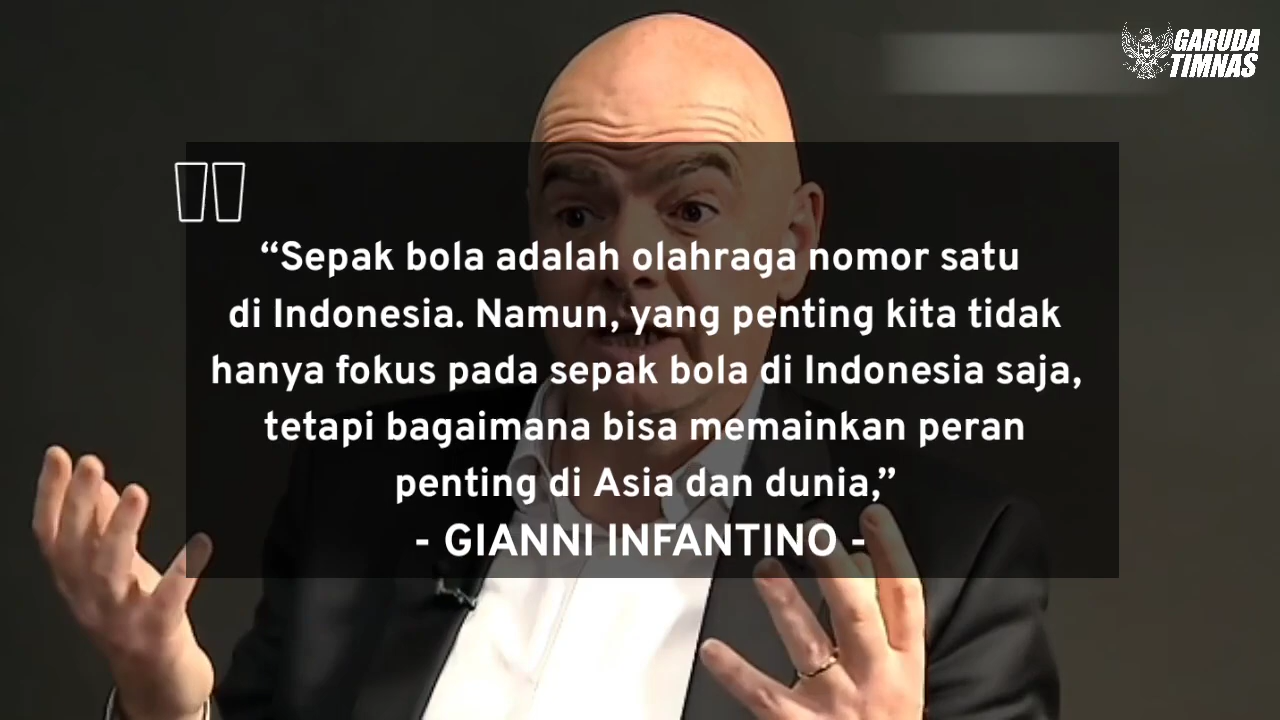 GARUDA
TIMNAS
“Sepak bola adalah olahraga nomor satu
di Indonesia. Namun, yang penting kita tidak
hanya fokus pada sepak bola di Indonesia saja,
tetapi bagaimana bisa memainkan peran
penting di Asia dan dunia,”
- GIANNI INFANTINO -